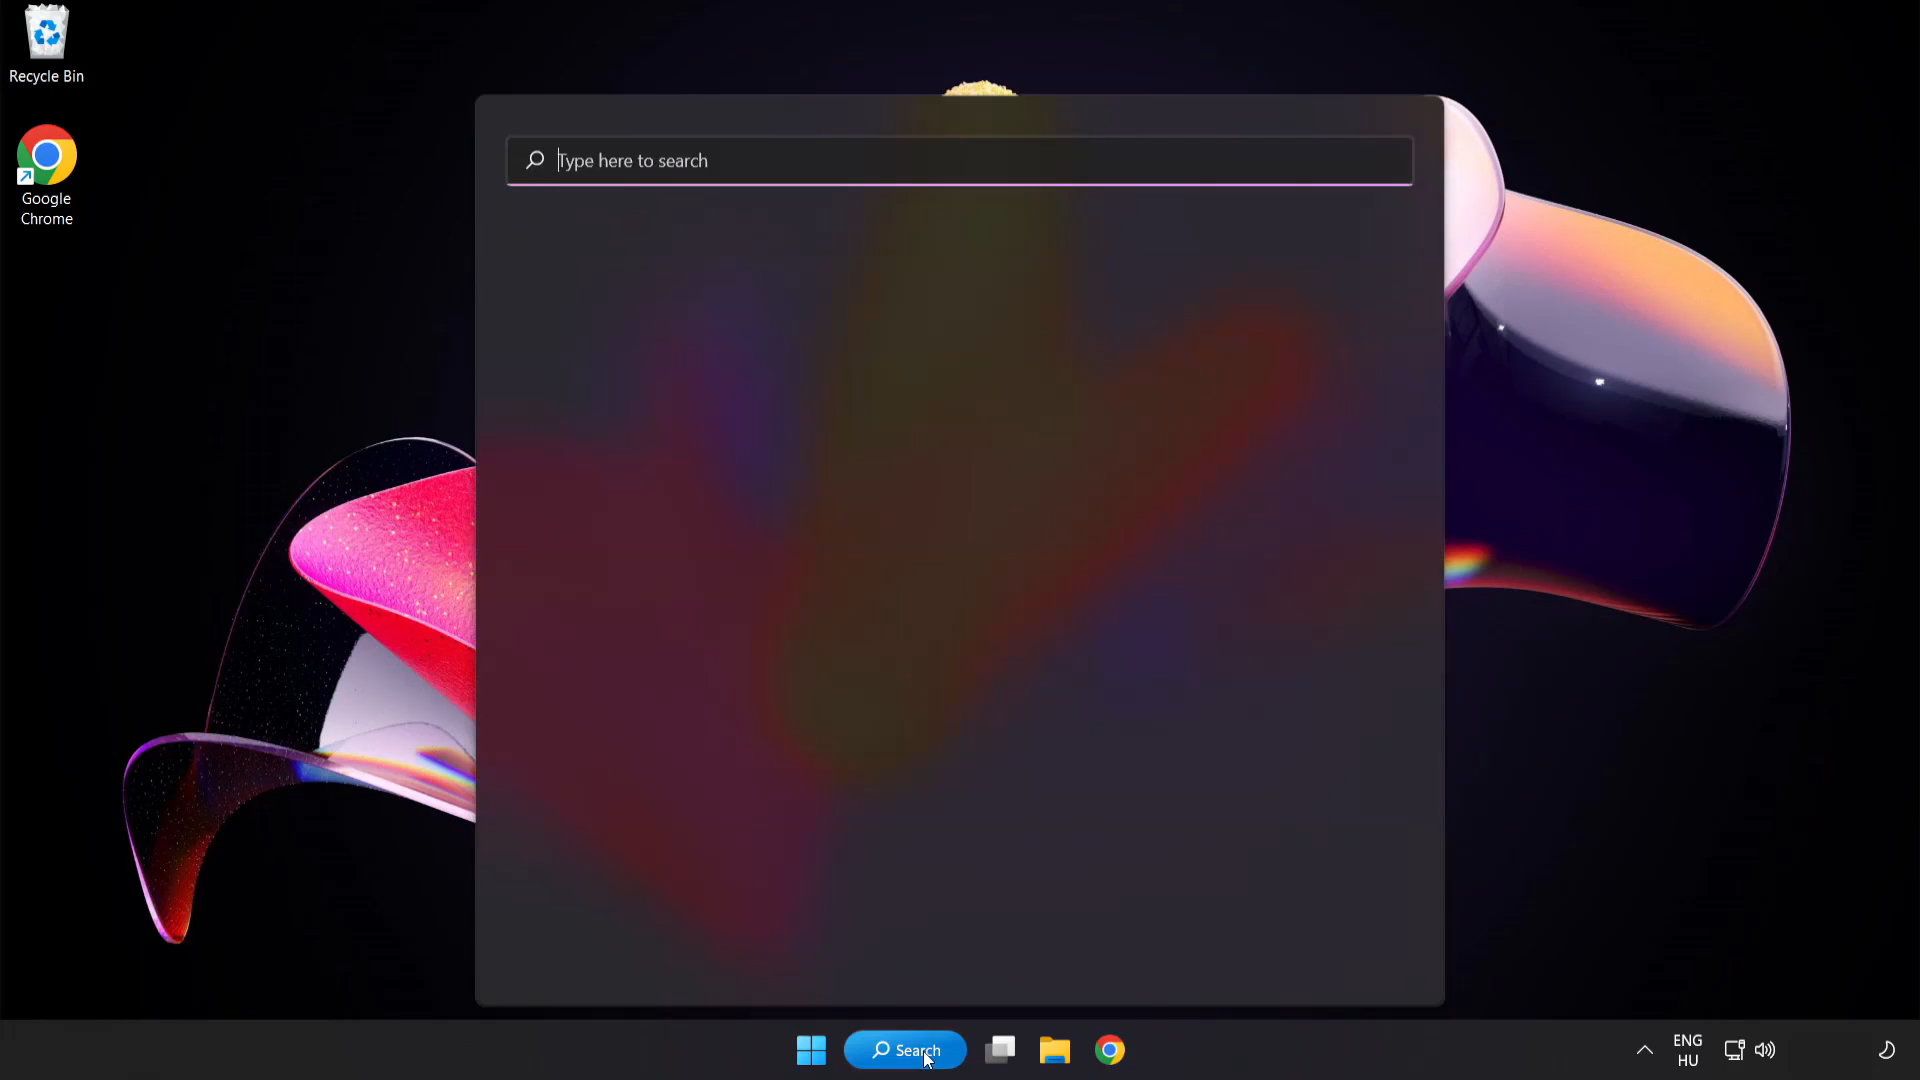 Recycle Bin
Google
Chrome
Type here to search
Search
ENG
HU